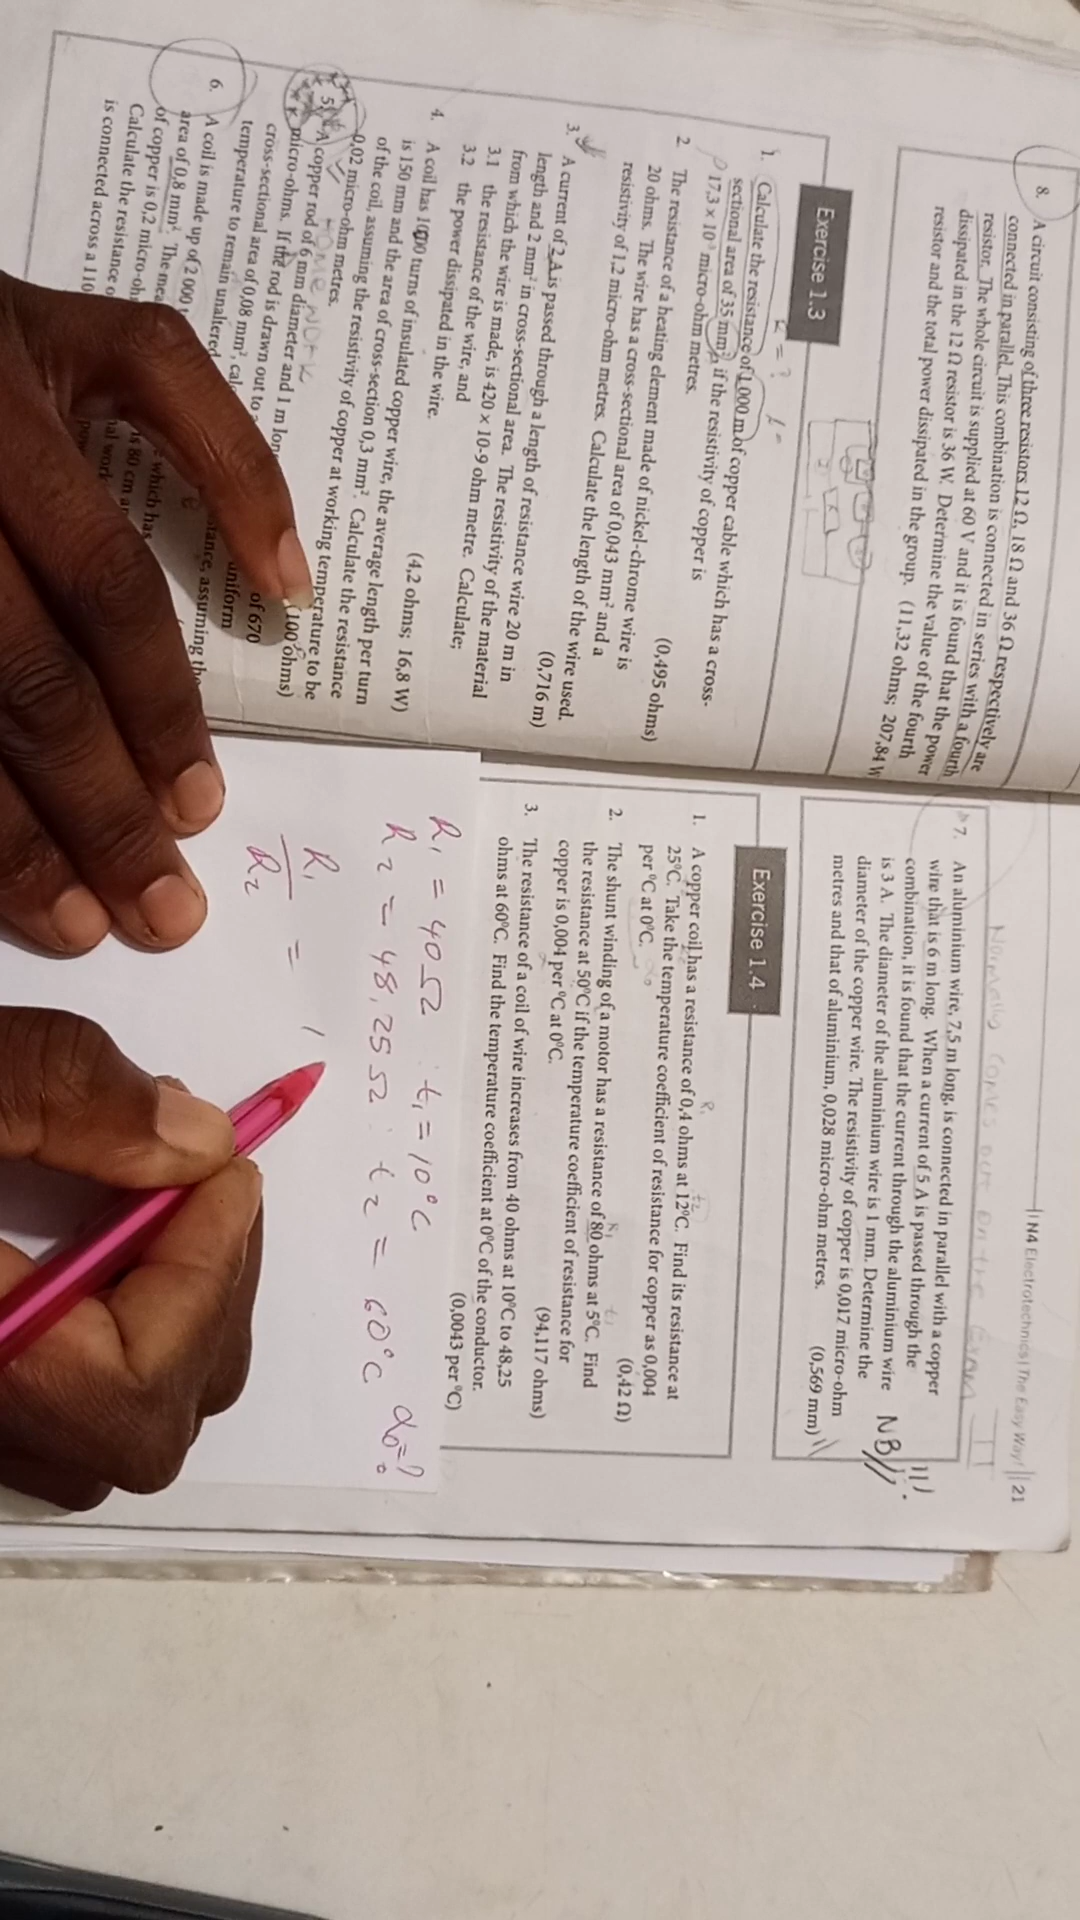 8. A circuit consisting of three resistors 12 Ω, 18 Ω and 36 Ω respectively are
connected in parallel. This combination is connected in series with a fourth
resistor. The whole circuit is supplied at 60 V and it is found that the power
dissipated in the 12 Ω resistor is 36 W. Determine the value of the fourth
resistor and the total power dissipated in the group. (11,32 ohms; 207,84 W
Exercise 1.3
R = ?
1. Calculate the resistance of 1 000 m of copper cable which has a cross-
sectional area of 35 mm² if the resistivity of copper is
17,3 x 10⁻³ micro-ohm metres. (0,495 ohms)
2. The resistance of a heating element made of nickel-chrome wire is
20 ohms. The wire has a cross-sectional area of 0,043 mm² and a
resistivity of 1.2 micro-ohm metres. Calculate the length of the wire used.
(0,716 m)
3. A current of 2 A is passed through a length of resistance wire 20 m in
length and 2 mm² in cross-sectional area. The resistivity of the material
from which the wire is made, is 420 x 10-9 ohm metre. Calculate;
3.1 the resistance of the wire, and
3.2 the power dissipated in the wire. (4,2 ohms; 16,8 W)
4. A coil has 1000 turns of insulated copper wire, the average length per turn
is 150 mm and the area of cross-section 0,3 mm². Calculate the resistance
of the coil, assuming the resistivity of copper at working temperature to be
0,02 micro-ohm metres. (100 ohms)
HOME WORK
5. A copper rod of 6 mm diameter and 1 m long of 670
micro-ohms. If the rod is drawn out to a uniform
cross-sectional area of 0,08 mm², calc tance, assuming the
temperature to remain unaltered
6. A coil is made up of 2 000 t which has
area of 0,8 mm². The mea is 80 cm an
of copper is 0,2 micro-oh nal work
Calculate the resistance o
is connected across a 110
N4 Electrotechnics | The Easy Way! 21
Normally comes out on the Exam
7. An aluminium wire, 7,5 m long, is connected in parallel with a copper
wire that is 6 m long. When a current of 5 A is passed through the
combination, it is found that the current through the aluminium wire
is 3 A. The diameter of the aluminium wire is 1 mm. Determine the
diameter of the copper wire. The resistivity of copper is 0,017 micro-ohm
metres and that of aluminium, 0,028 micro-ohm metres. (0,569 mm)
NB
Exercise 1.4
1. A copper coil has a resistance of 0,4 ohms at 12°C. Find its resistance at
25°C. Take the temperature coefficient of resistance for copper as 0,004
per °C at 0°C. (0,42 Ω)
2. The shunt winding of a motor has a resistance of 80 ohms at 5°C. Find
the resistance at 50°C if the temperature coefficient of resistance for
copper is 0,004 per °C at 0°C. (94,117 ohms)
3. The resistance of a coil of wire increases from 40 ohms at 10°C to 48,25
ohms at 60°C. Find the temperature coefficient at 0°C of the conductor.
(0,0043 per °C)
R₁ = 40 Ω t₁ = 10°C α₀ = ?
R₂ = 48,25 Ω t₂ = 60°C
R₁/R₂ = 1